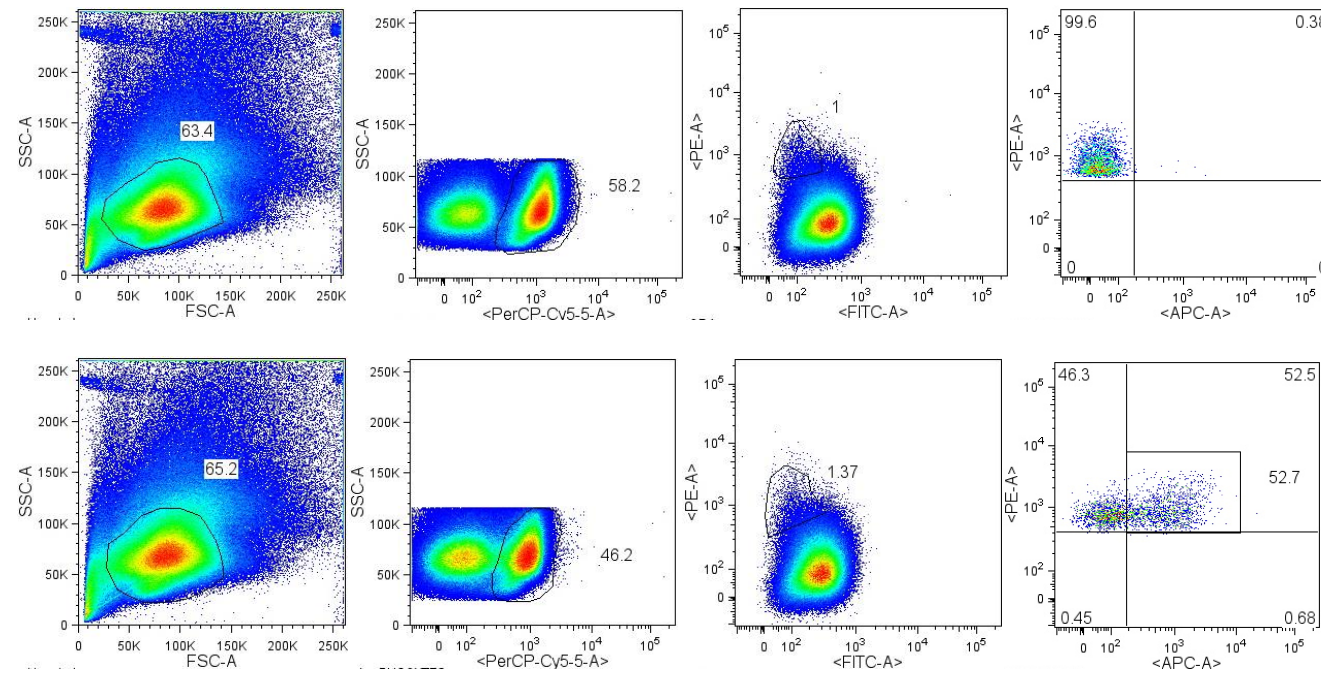 250K
200K
150K
100K
50K
0
SSC-A
63.4
0 50K 100K 150K 200K 250K
FSC-A
250K
200K
150K
100K
50K
0
SSC-A
58.2
0 10² 10³ 10⁴ 10⁵
<PerCP-Cy5-5-A>
10⁵
10⁴
10³
10²
0
<PE-A>
1
0 10² 10³ 10⁴ 10⁵
<FITC-A>
10⁵
10⁴
10³
10²
0
<PE-A>
99.6 0.38
0 0
0 10² 10³ 10⁴ 10⁵
<APC-A>
250K
200K
150K
100K
50K
0
SSC-A
65.2
0 50K 100K 150K 200K 250K
FSC-A
250K
200K
150K
100K
50K
0
SSC-A
46.2
0 10² 10³ 10⁴ 10⁵
<PerCP-Cy5-5-A>
10⁵
10⁴
10³
10²
0
<PE-A>
1.37
0 10² 10³ 10⁴ 10⁵
<FITC-A>
10⁵
10⁴
10³
10²
0
<PE-A>
46.3 52.5
52.7
0.45 0.68
0 10² 10³ 10⁴ 10⁵
<APC-A>